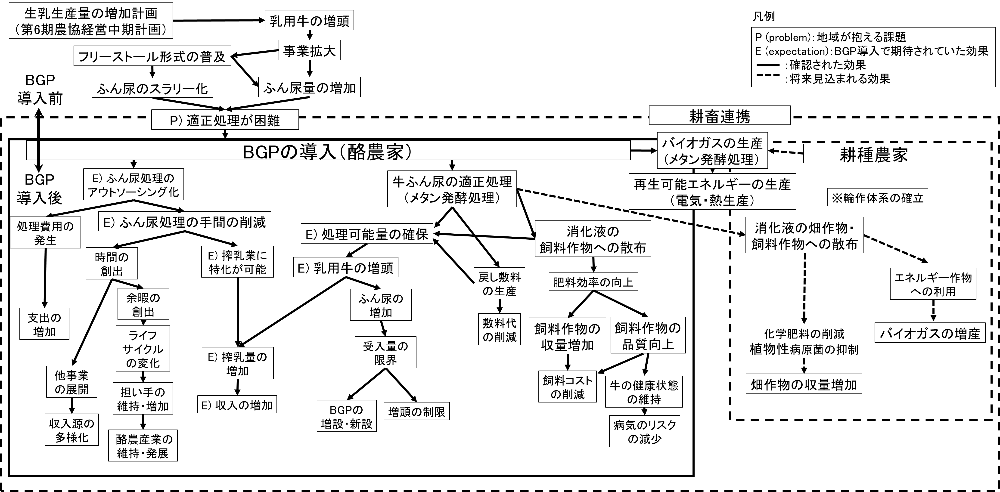 生乳生産量の増加計画
（第6期農協経営中期計画）
乳用牛の増頭
事業拡大
フリーストール形式の普及
ふん尿のスラリー化
ふん尿量の増加
凡例
P (problem)：地域が抱える課題
E (expectation)：BGP導入で期待されていた効果
：確認された効果
：将来見込まれる効果
BGP
導入前
P) 適正処理が困難
耕畜連携
BGPの導入（酪農家）
バイオガスの生産
（メタン発酵処理）
耕種農家
BGP
導入後
E) ふん尿処理の
アウトソーシング化
牛ふん尿の適正処理
（メタン発酵処理）
再生可能エネルギーの生産
（電気・熱生産）
※輪作体系の確立
処理費用の
発生
E) ふん尿処理の手間の削減
E) 処理可能量の確保
消化液の
飼料作物への散布
消化液の畑作物・
飼料作物への散布
時間の
創出
E) 搾乳業に
特化が可能
E) 乳用牛の増頭
戻し敷料
の生産
肥料効率の向上
エネルギー作物
への利用
支出の
増加
余暇の
創出
ふん尿の
増加
敷料代
の削減
飼料作物の
収量増加
飼料作物の
品質向上
化学肥料の削減
植物性病原菌の抑制
バイオガスの増産
ライフ
サイクル
の変化
E) 搾乳量の
増加
受入量の
限界
他事業
の展開
担い手の
維持・増加
E) 収入の増加
BGPの
増設・新設
増頭の制限
飼料コスト
の削減
牛の健康状態
の維持
畑作物の収量増加
収入源の
多様化
酪農産業の
維持・発展
病気のリスク
の減少